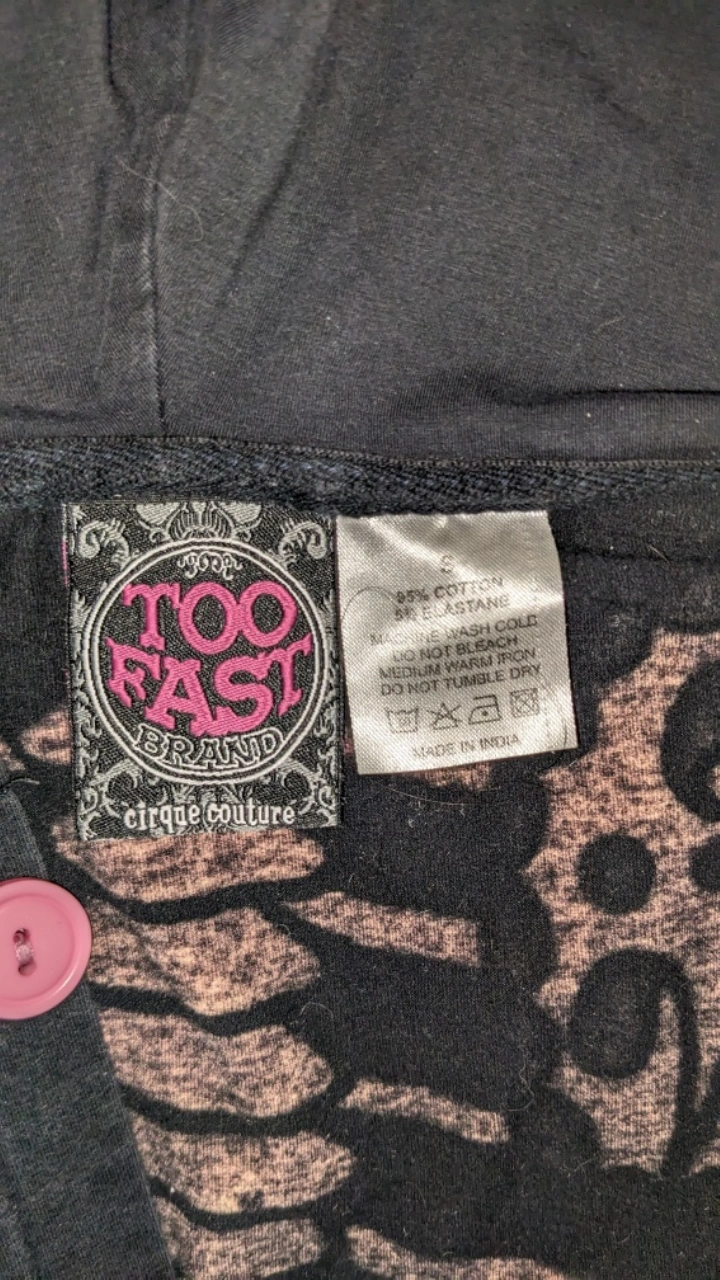 TOO
FAST
BRAND
cirque couture
S
95% COTTON
5% ELASTANE
MACHINE WASH COLD
DO NOT BLEACH
MEDIUM WARM IRON
DO NOT TUMBLE DRY
MADE IN INDIA